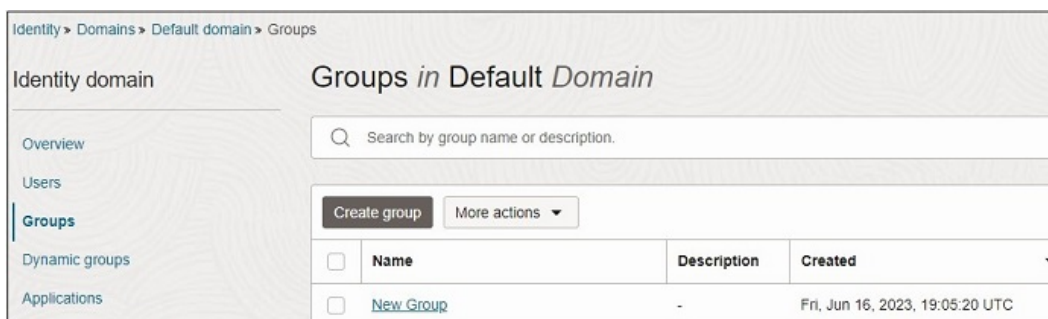 Identity » Domains » Default domain » Groups
Identity domain
Overview
Users
Groups
Dynamic groups
Applications
Groups in Default Domain
Search by group name or description.
Create group More actions
Name Description Created
New Group - Fri, Jun 16, 2023, 19:05:20 UTC